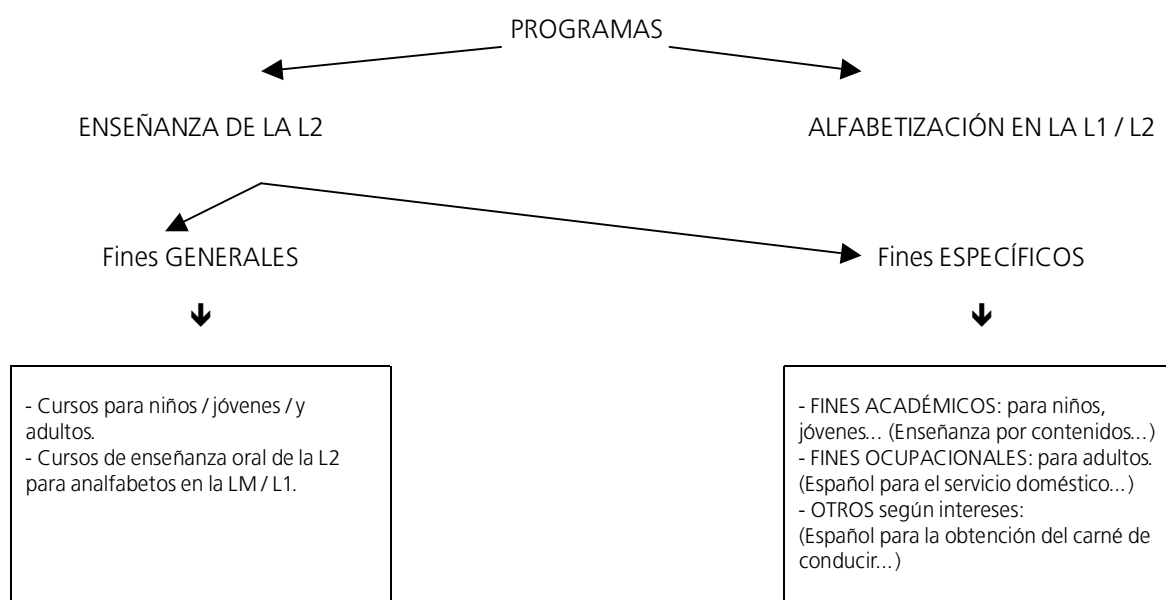 PROGRAMAS
ENSEÑANZA DE LA L2
ALFABETIZACIÓN EN LA L1 / L2
Fines GENERALES
Fines ESPECÍFICOS
- Cursos para niños / jóvenes / y
adultos.
- Cursos de enseñanza oral de la L2
para analfabetos en la LM / L1.
- FINES ACADÉMICOS: para niños,
jóvenes... (Enseñanza por contenidos...)
- FINES OCUPACIONALES: para adultos.
(Español para el servicio doméstico...)
- OTROS según intereses:
(Español para la obtención del carné de
conducir...)